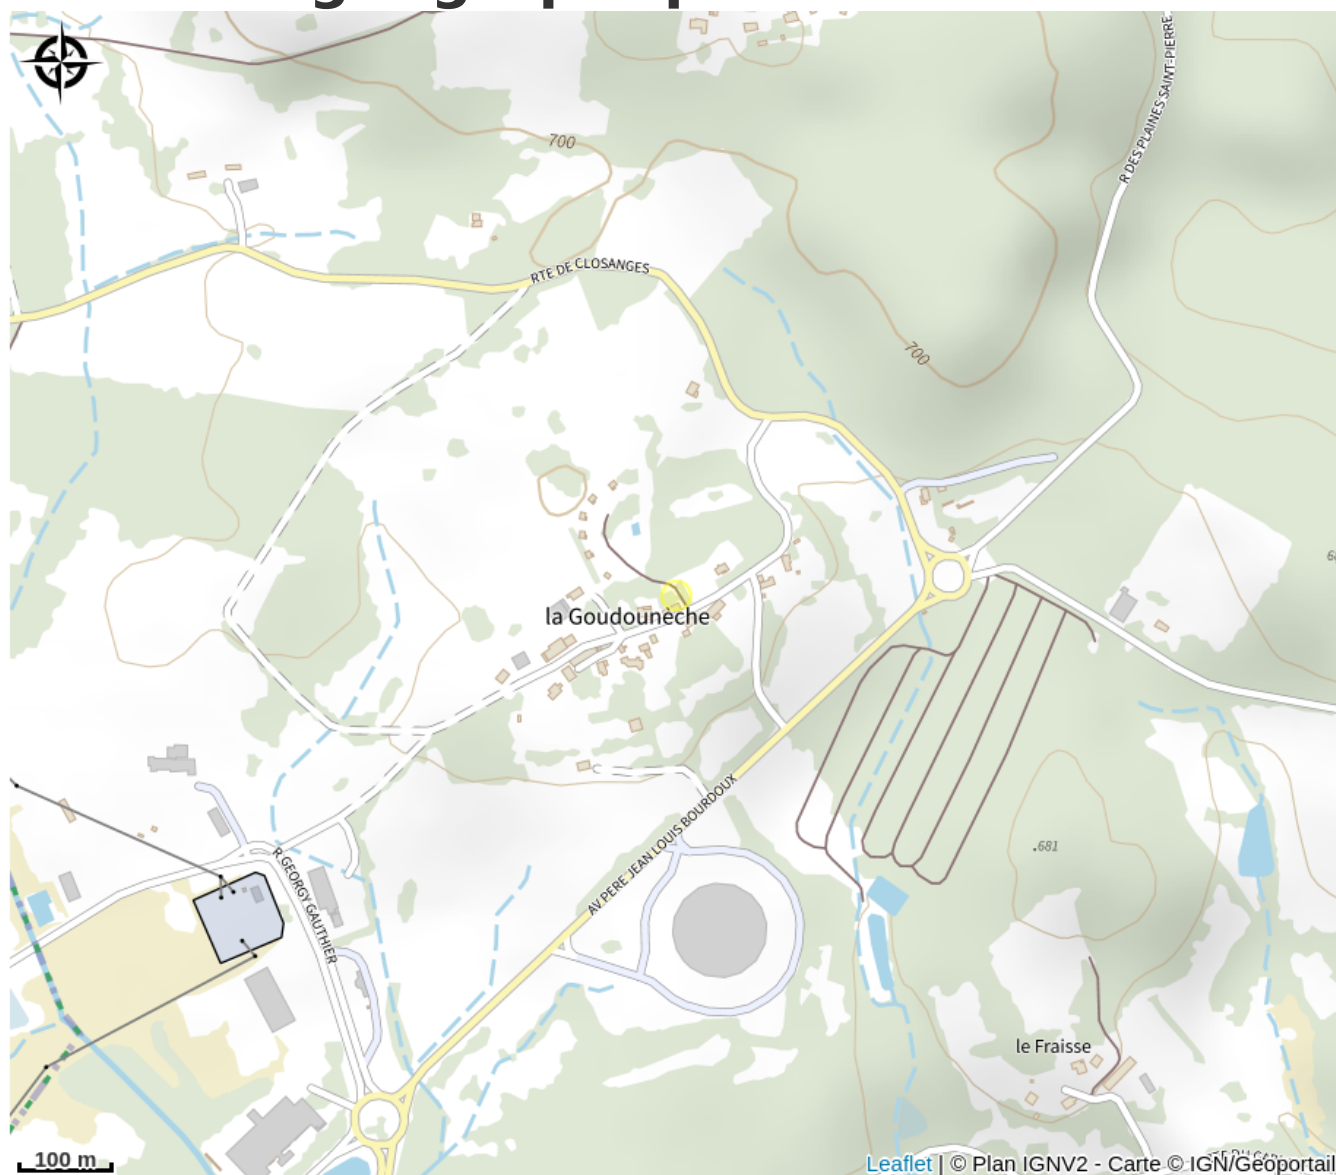 700
R DES PLAINES SAINT-PIERRE
RTE DE CLOSANGES
700
la Goudounèche
AV PERE JEAN LOUIS BOURDOUX
.681
R GEORGY GAUTHIER
le Fraisse
100 m
Leaflet | © Plan IGNV2 - Carte © IGN/Geoportail